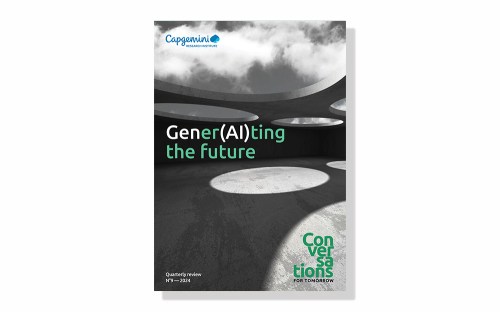 Capgemini
RESEARCH INSTITUTE
Gener(AI)ting
the future
Con
ver
sa
tions
FOR TOMORROW
Quarterly review
N°9 — 2024